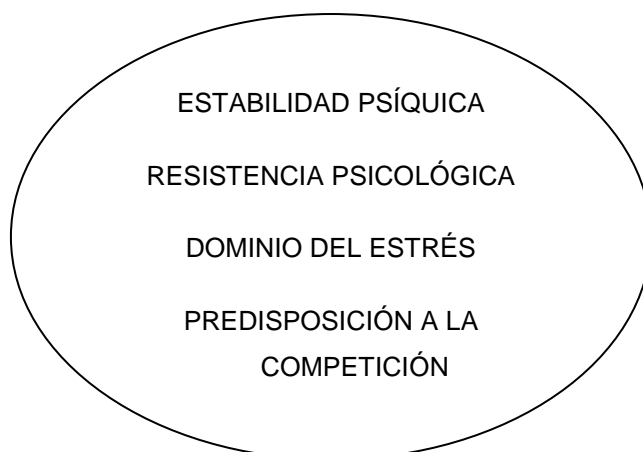 ESTABILIDAD PSÍQUICA
RESISTENCIA PSICOLÓGICA
DOMINIO DEL ESTRÉS
PREDISPOSICIÓN A LA
COMPETICIÓN